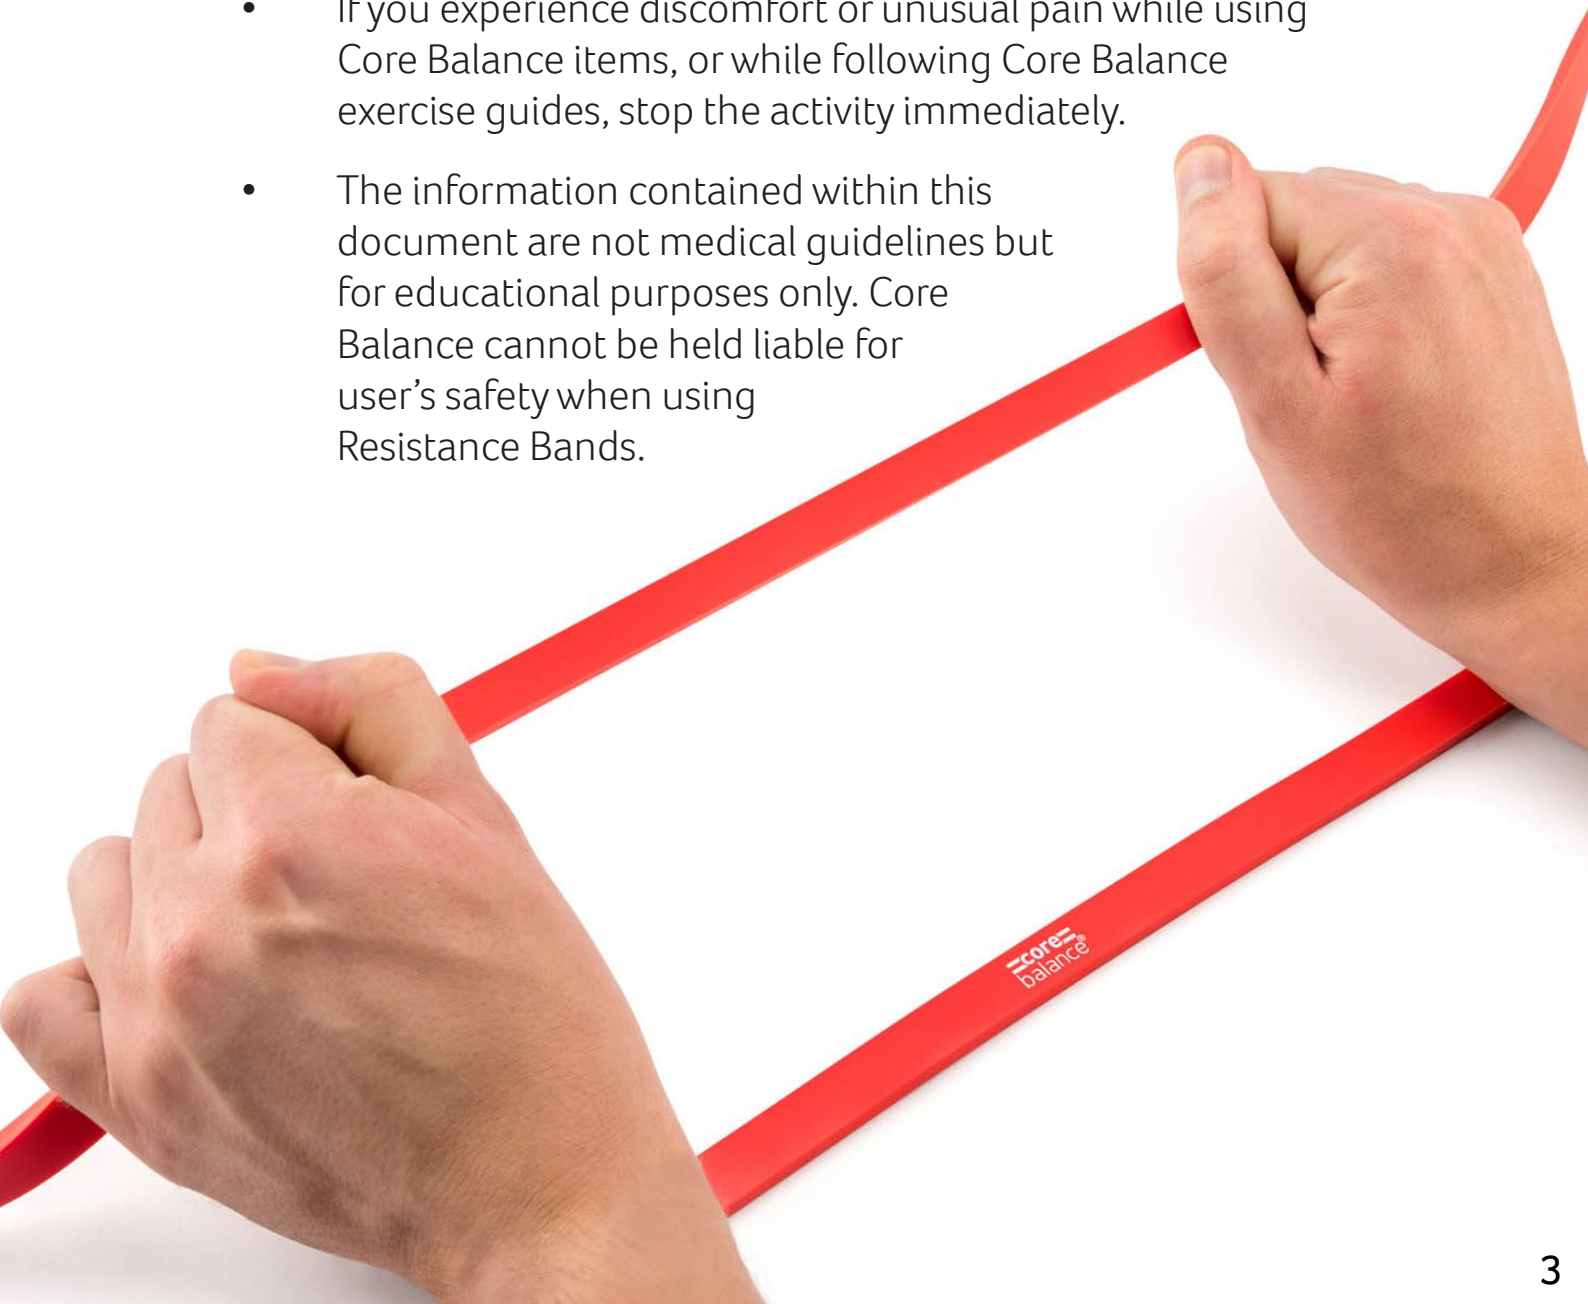 • If you experience discomfort or unusual pain while using
Core Balance items, or while following Core Balance
exercise guides, stop the activity immediately.
• The information contained within this
document are not medical guidelines but
for educational purposes only. Core
Balance cannot be held liable for
user’s safety when using
Resistance Bands.
core
balance®
3